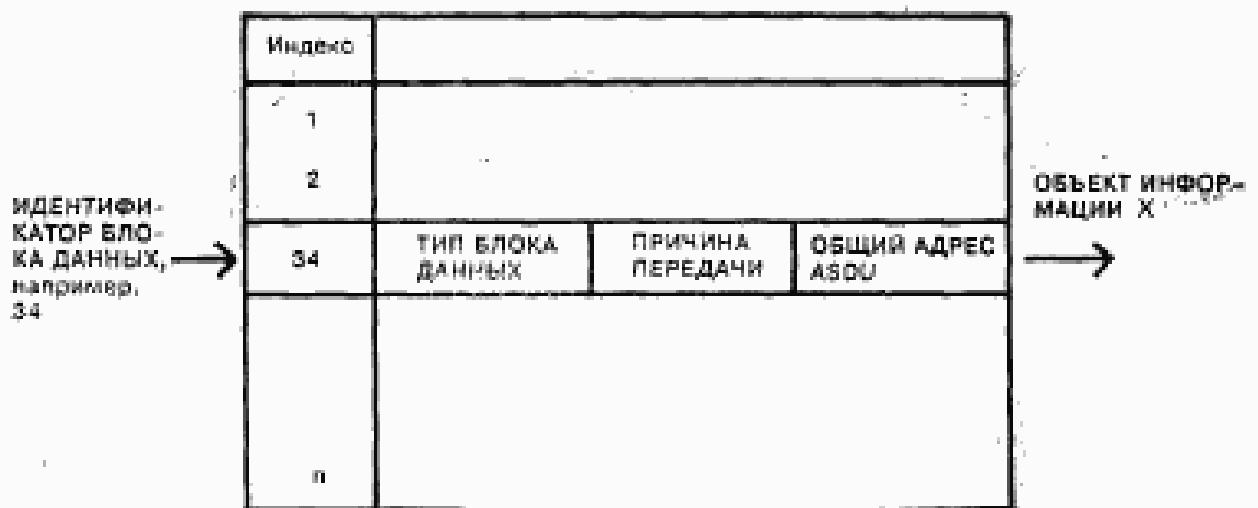 Индекс
1
2
ИДЕНТИФИ-
КАТОР БЛО-
КА ДАННЫХ,
например,
34
34
ТИП БЛОКА
ДАННЫХ
ПРИЧИНА
ПЕРЕДАЧИ
ОБЩИЙ АДРЕС
ASDU
ОБЪЕКТ ИНФОР-
МАЦИИ X
n